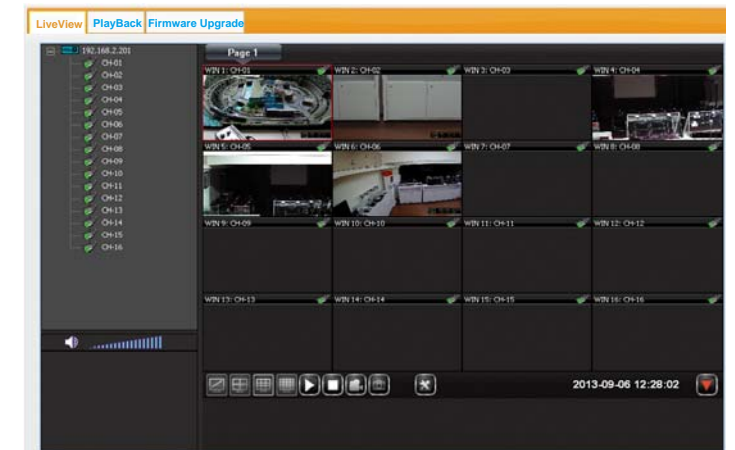 LiveView PlayBack Firmware Upgrade
192.168.2.201
Page 1
CH-01
CH-02
CH-03
CH-04
CH-05
CH-06
CH-07
CH-08
CH-09
CH-10
CH-11
CH-12
CH-13
CH-14
CH-15
CH-16
WIN 1: CH-01 WIN 2: CH-02 WIN 3: CH-03 WIN 4: CH-04
WIN 5: CH-05 WIN 6: CH-06 WIN 7: CH-07 WIN 8: CH-08
WIN 9: CH-09 WIN 10: CH-10 WIN 11: CH-11 WIN 12: CH-12
WIN 13: CH-13 WIN 14: CH-14 WIN 15: CH-15 WIN 16: CH-16
2013-09-06 12:28:02